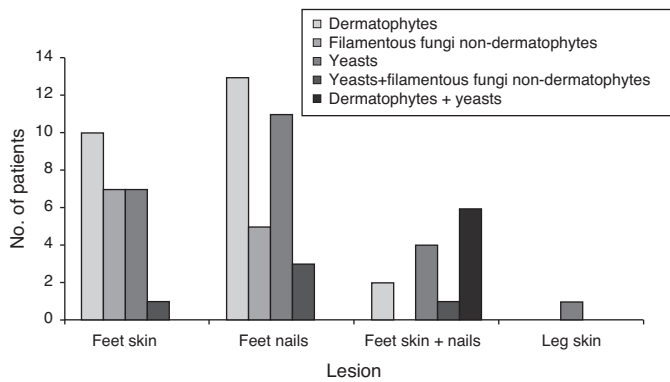 Dermatophytes
Filamentous fungi non-dermatophytes
Yeasts
Yeasts+filamentous fungi non-dermatophytes
Dermatophytes + yeasts
14
12
10
8
6
4
2
0
No. of patients
Feet skin
Feet nails
Feet skin + nails
Leg skin
Lesion